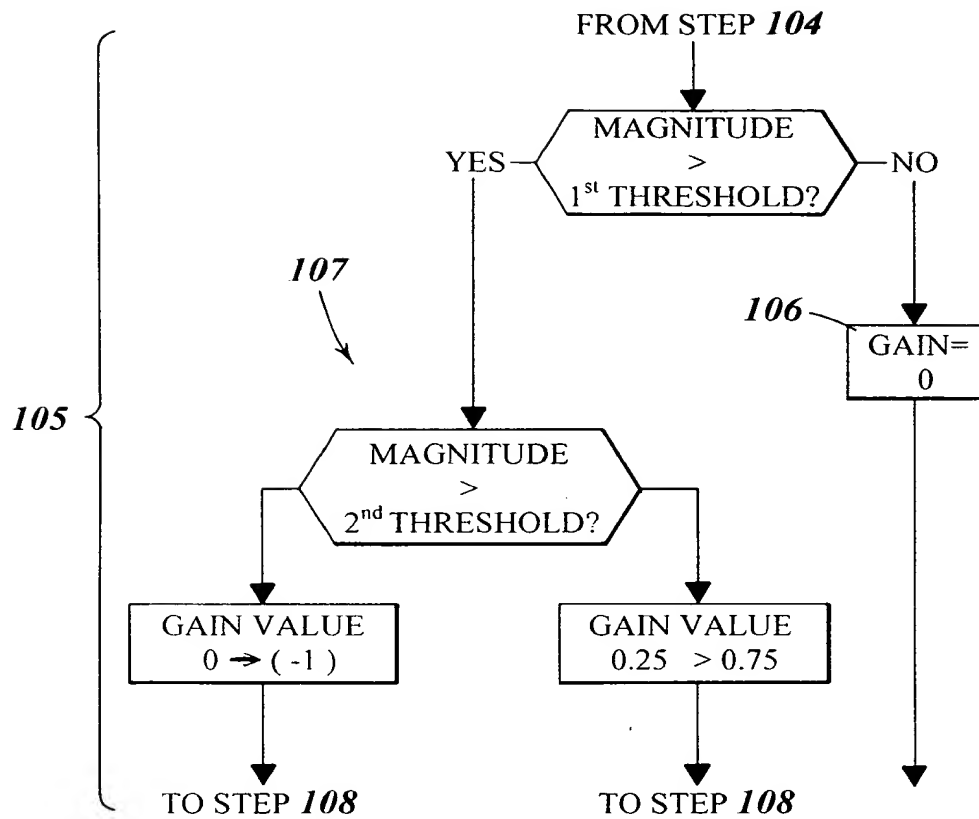 FROM STEP 104
MAGNITUDE
>
1st THRESHOLD?
YES
NO
107
106
GAIN=
0
105
MAGNITUDE
>
2nd THRESHOLD?
GAIN VALUE
0 → ( -1 )
GAIN VALUE
0.25 > 0.75
TO STEP 108
TO STEP 108